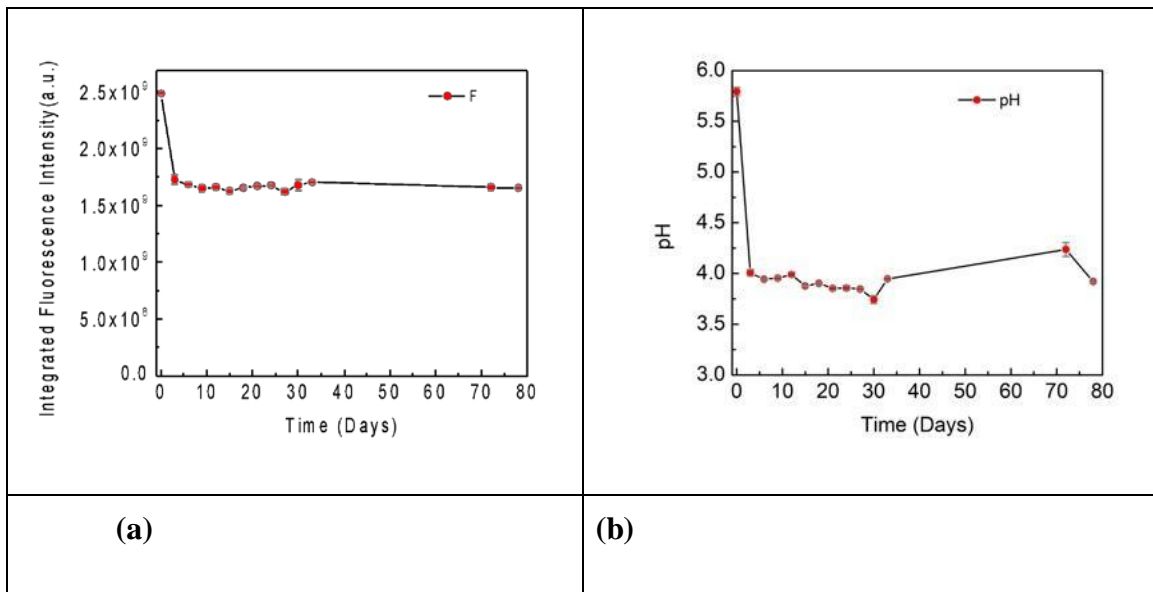 Integrated Fluorescence Intensity(a.u.)
2.5x10⁹
2.0x10⁹
1.5x10⁹
1.0x10⁹
5.0x10⁸
0.0
F
0 10 20 30 40 50 60 70 80
Time (Days)
pH
6.0
5.5
5.0
4.5
4.0
3.5
3.0
pH
0 10 20 30 40 50 60 70 80
Time (Days)
(a)
(b)